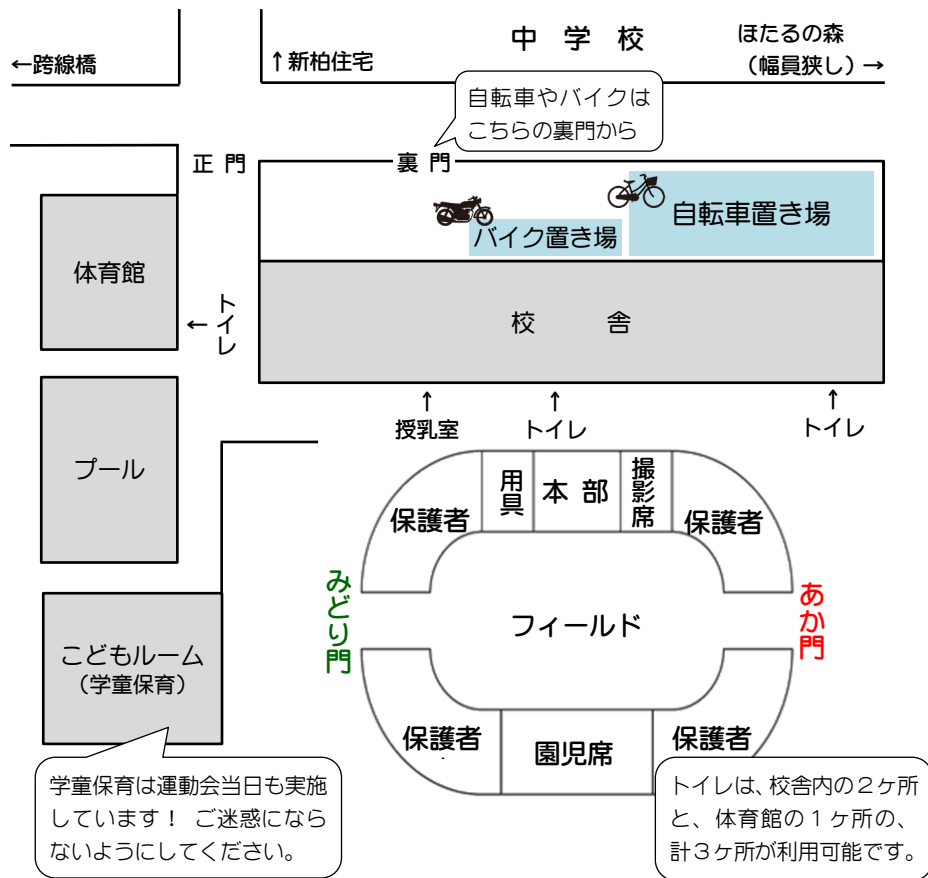 中 学 校
ほたるの森
（幅員狭し）→
←跨線橋
↑新柏住宅
自転車やバイクは
こちらの裏門から
正 門
裏 門
自転車置き場
バイク置き場
体育館
←トイレ
校 舎
↑
授乳室
↑
トイレ
↑
トイレ
プール
用具
本 部
撮影席
保護者
保護者
みどり門
あか門
フィールド
こどもルーム
（学童保育）
保護者
園児席
保護者
学童保育は運動会当日も実施
しています！ ご迷惑になら
ないようにしてください。
トイレは、校舎内の２ヶ所
と、体育館の１ヶ所の、
計３ヶ所が利用可能です。